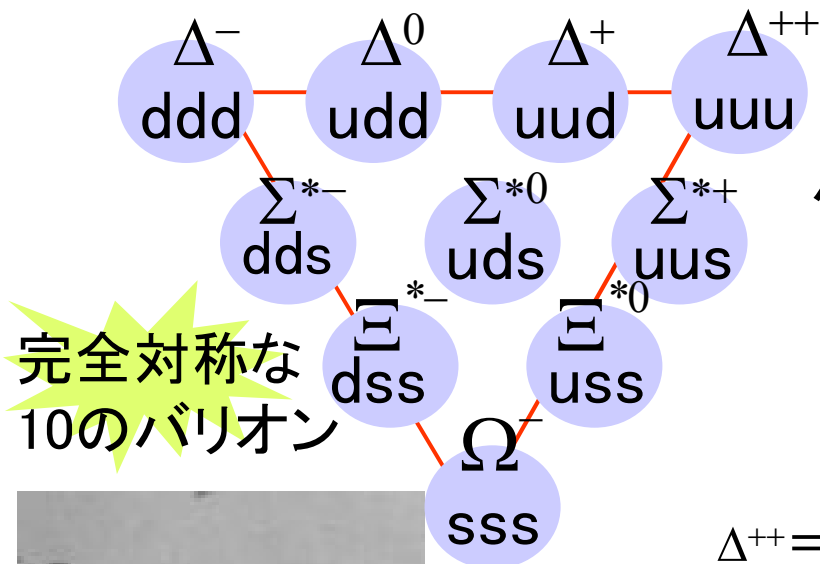 Δ⁻ Δ⁰ Δ⁺ Δ⁺⁺
ddd udd uud uuu
Σ*⁻ Σ*⁰ Σ*⁺
dds uds uus
Ξ*⁻ Ξ*⁰
dss uss
完全対称な
10のバリオン
Ω⁻
sss
Δ⁺⁺=